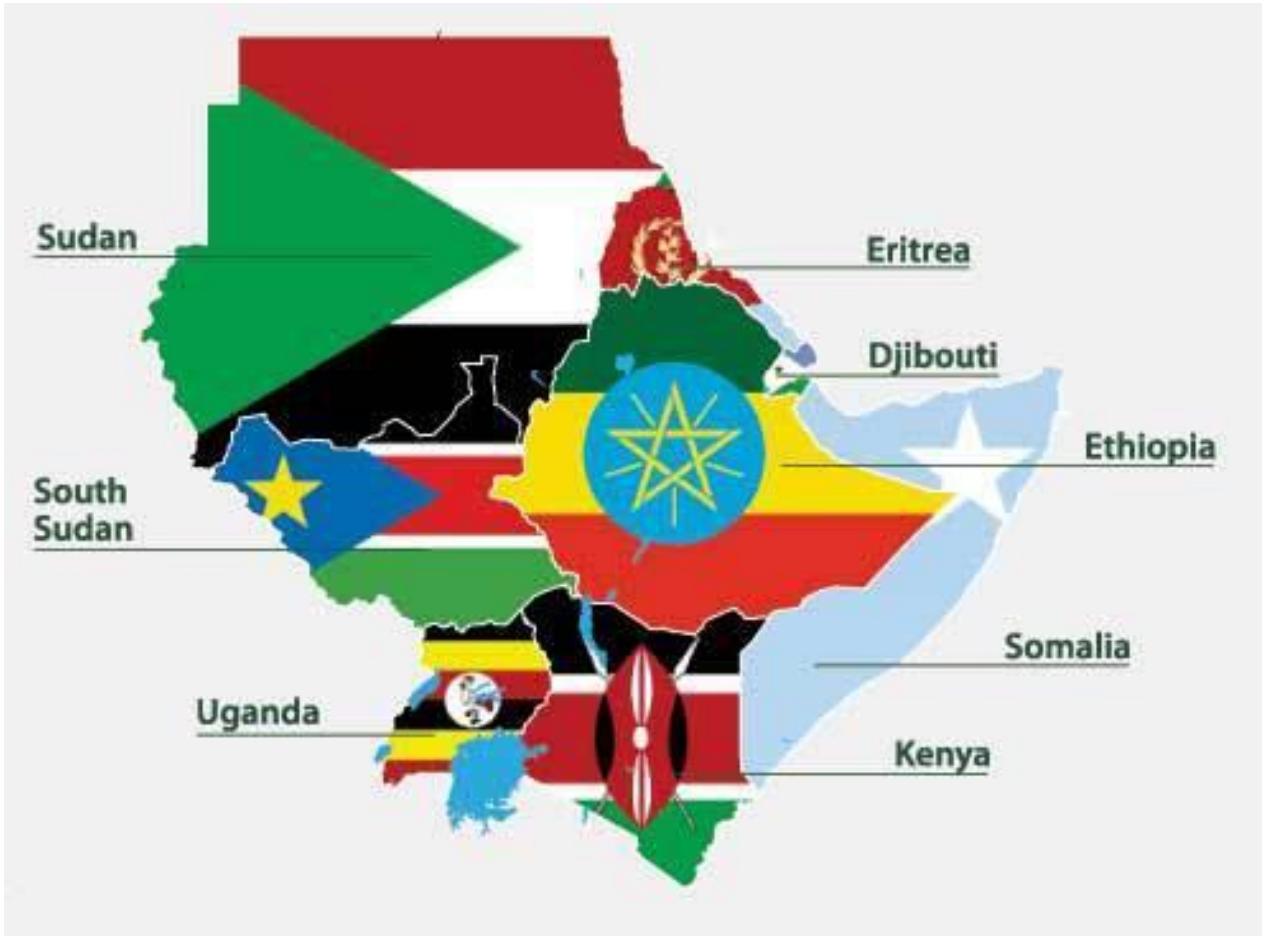 Sudan
Eritrea
Djibouti
Ethiopia
South
Sudan
Somalia
Uganda
Kenya